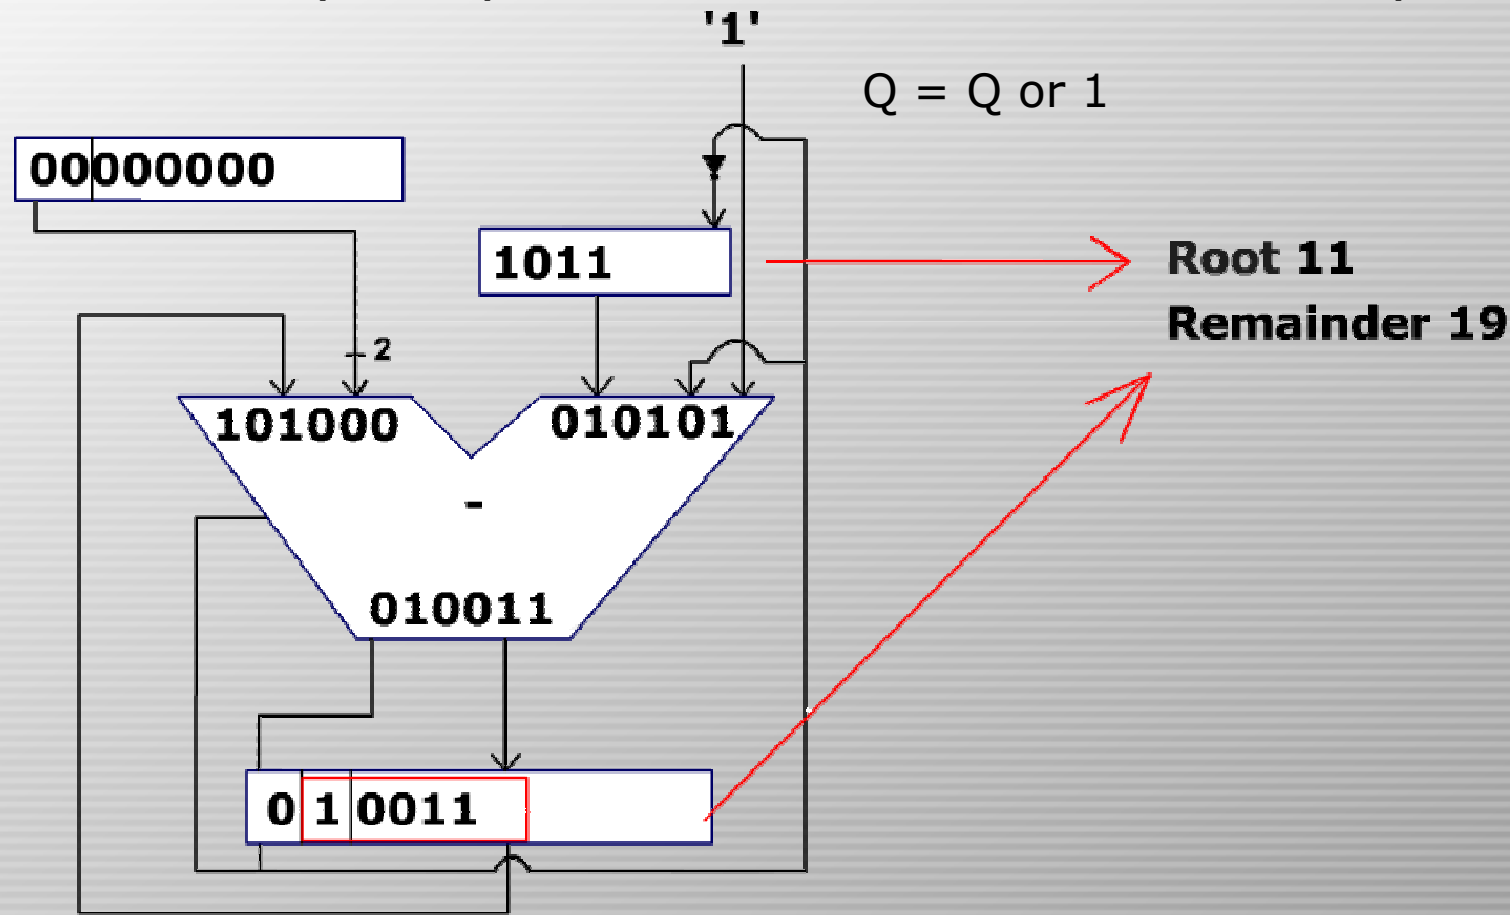 '1'
Q = Q or 1
00000000
1011
Root 11
Remainder 19
2
101000
010101
-
010011
0 1 0011